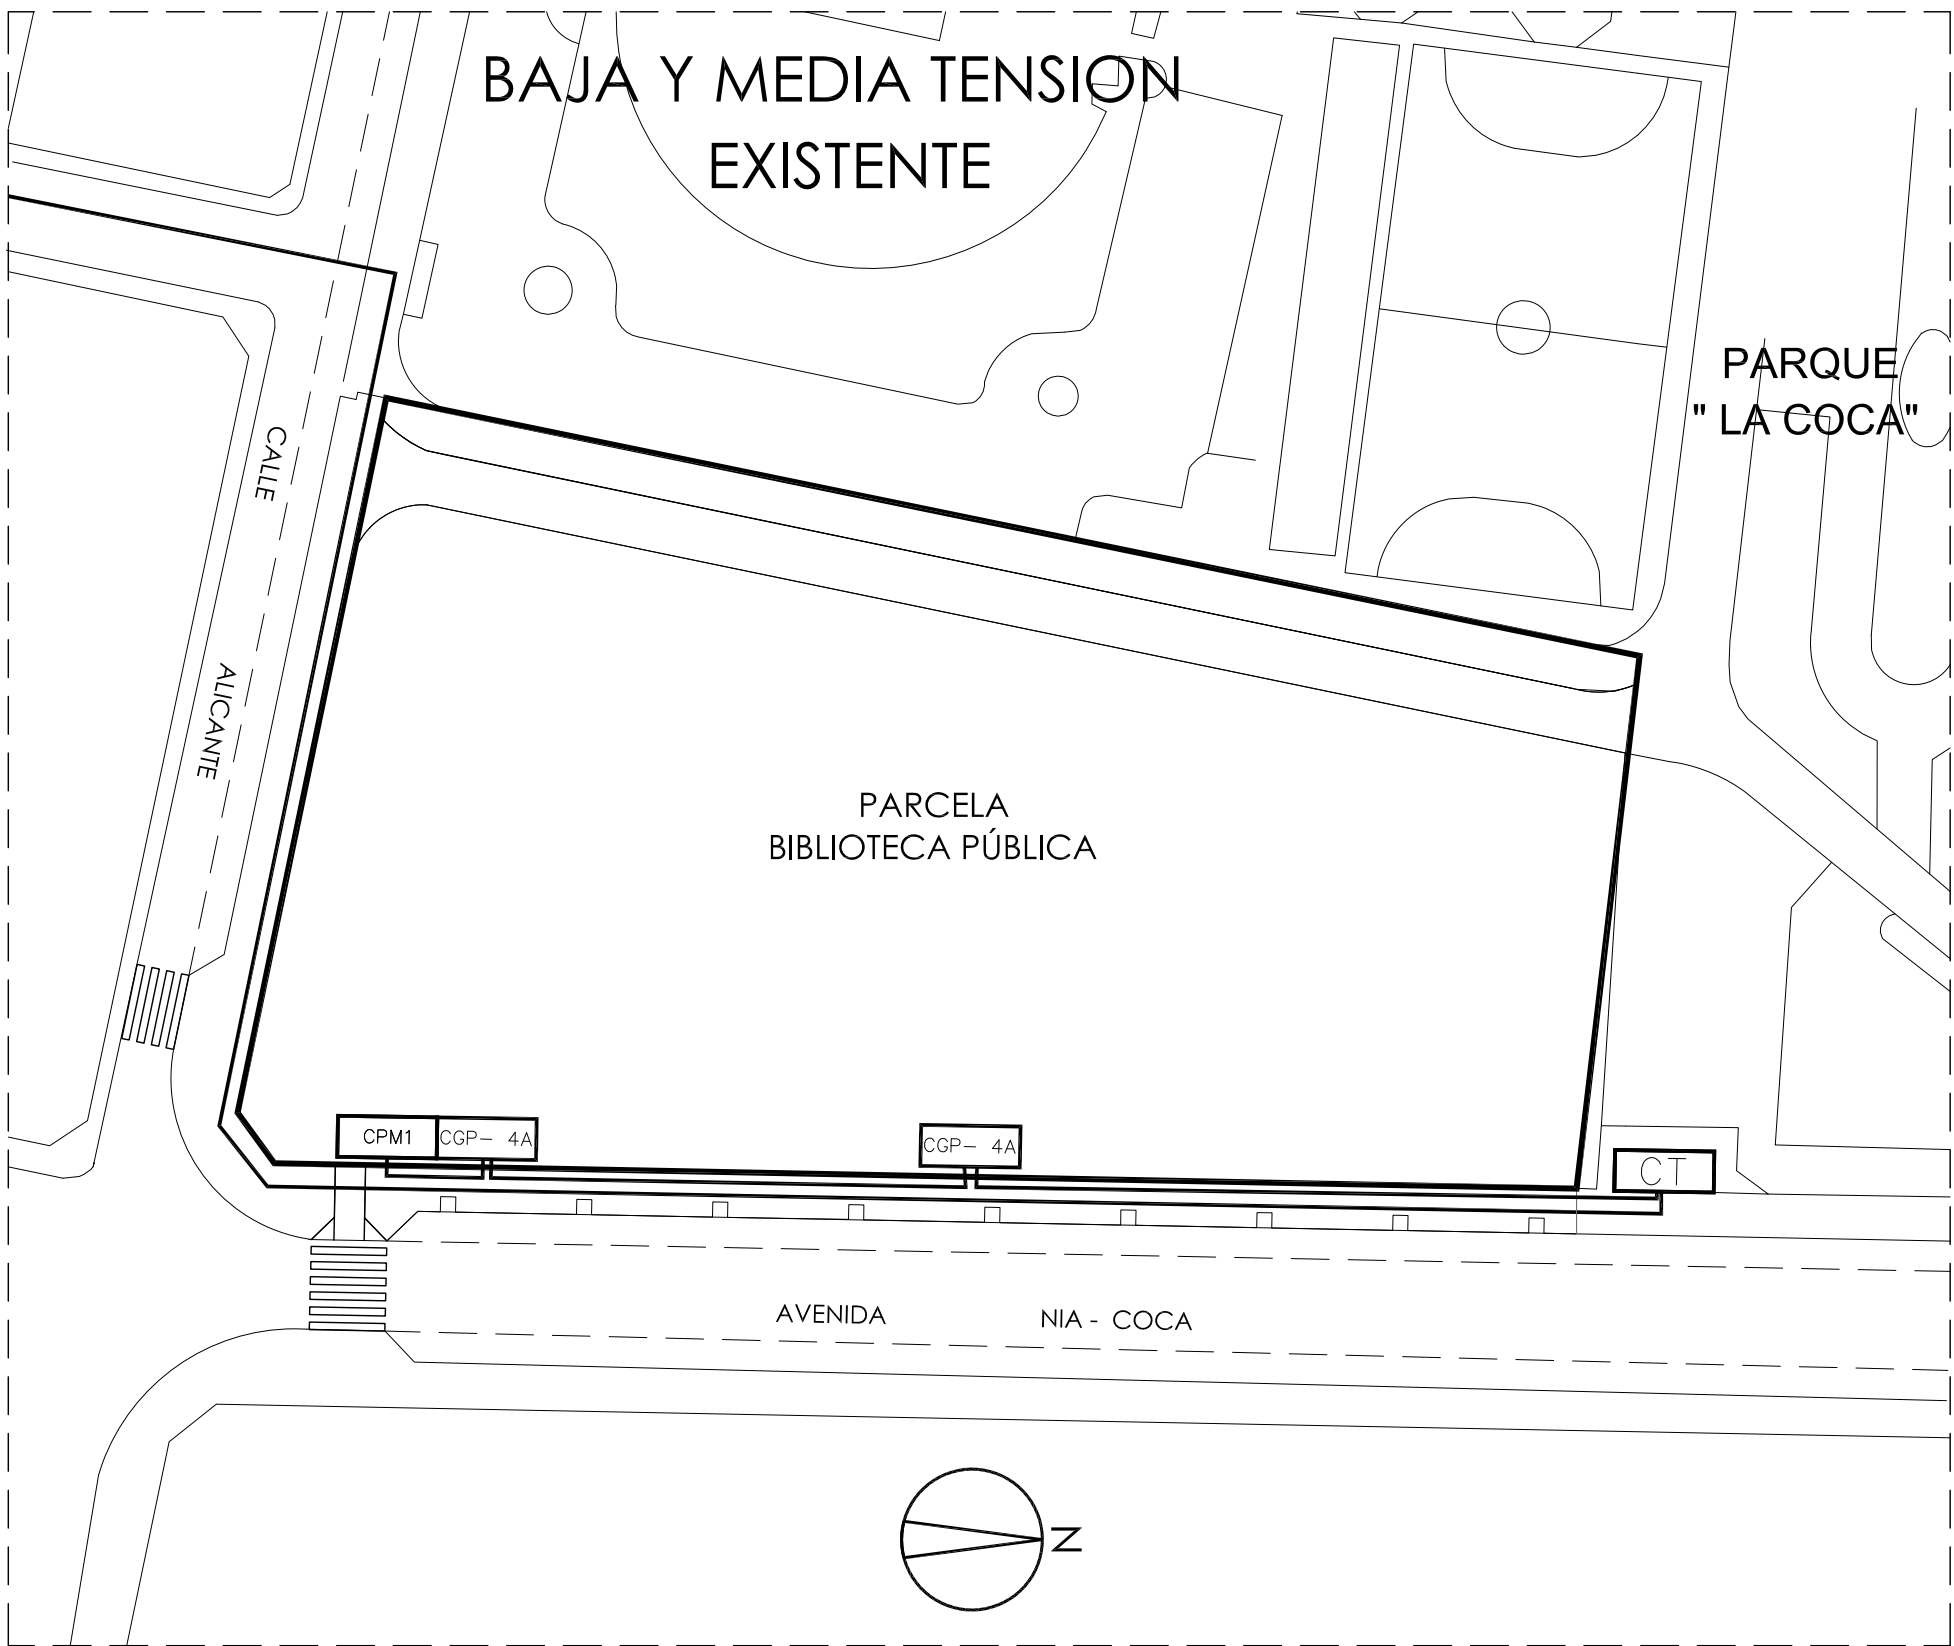 BAJA Y MEDIA TENSION
EXISTENTE
PARQUE
" LA COCA"
CALLE
ALICANTE
PARCELA
BIBLIOTECA PÚBLICA
CPM1
CGP- 4A
CGP- 4A
CT
AVENIDA NIA - COCA
N